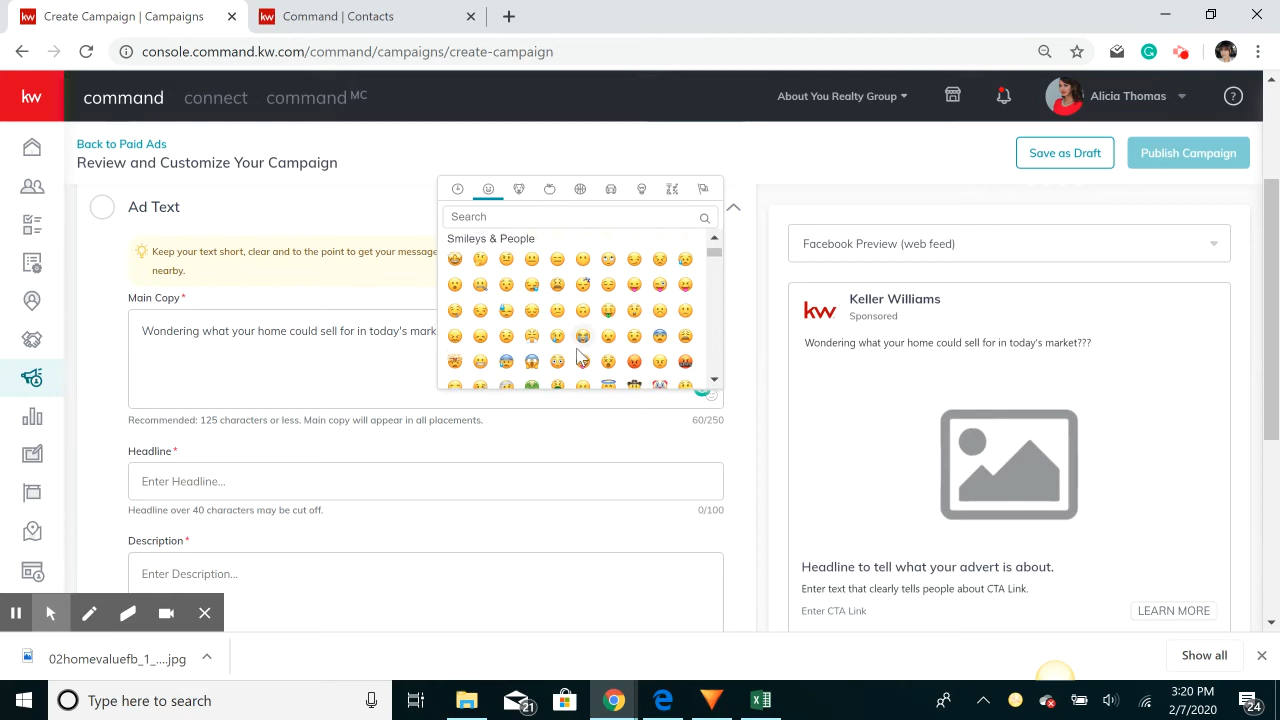 kw Create Campaign | Campaigns
kw Command | Contacts
console.command.kw.com/command/campaigns/create-campaign
kw command connect command MC
About You Realty Group
Alicia Thomas
?
Back to Paid Ads
Review and Customize Your Campaign
Save as Draft
Publish Campaign
Ad Text
Keep your text short, clear and to the point to get your message
nearby.
Main Copy*
Wondering what your home could sell for in today's mark
Recommended: 125 characters or less. Main copy will appear in all placements.
60/250
Headline*
Enter Headline...
Headline over 40 characters may be cut off.
0/100
Description*
Enter Description...
Search
Smileys & People
Facebook Preview (web feed)
kw
Keller Williams
Sponsored
Wondering what your home could sell for in today's market???
Headline to tell what your advert is about.
Enter text that clearly tells people about CTA Link.
Enter CTA Link
LEARN MORE
02homevaluefb_1_....jpg
Show all
Type here to search
21
3:20 PM
2/7/2020
24